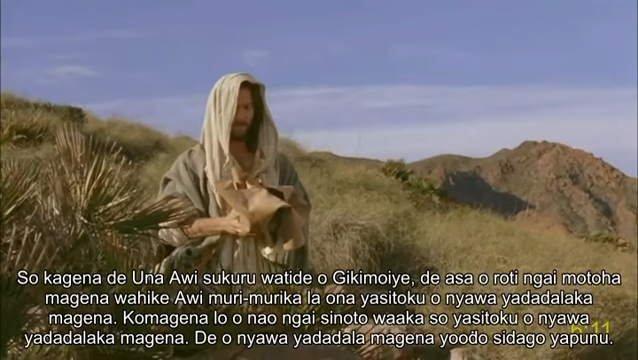 So kagena de Una Awi sukuru watide o Gikimoiye, de asa o roti ngai motoha
magena wahike Awi muri-murika la ona yasitoku o nyawa yadadalaka
magena. Komagena lo o nao ngai sinoto waaka so yasitoku o nyawa
yadadalaka magena. De o nyawa yadadala magena yoođo sidago yapunu.
6:11